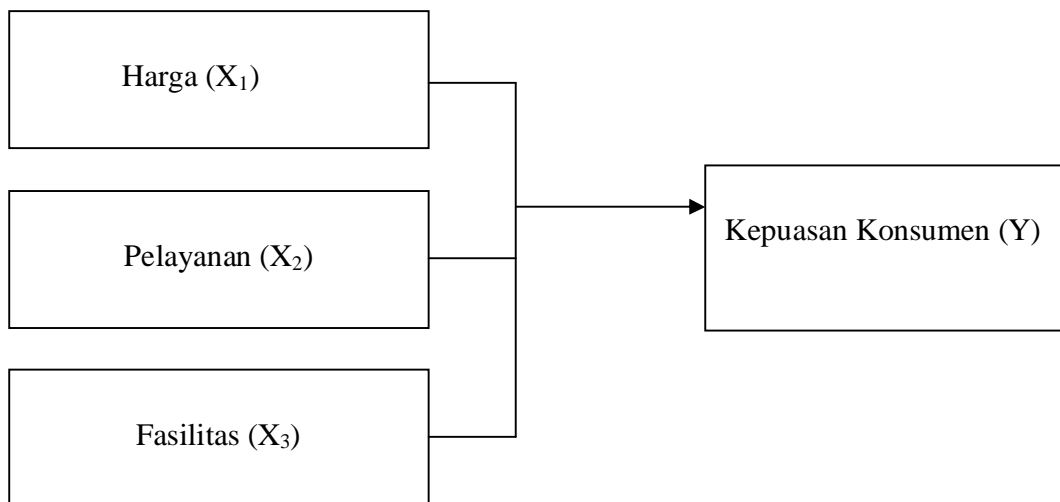 Harga (X₁)
Pelayanan (X₂)
Kepuasan Konsumen (Y)
Fasilitas (X₃)